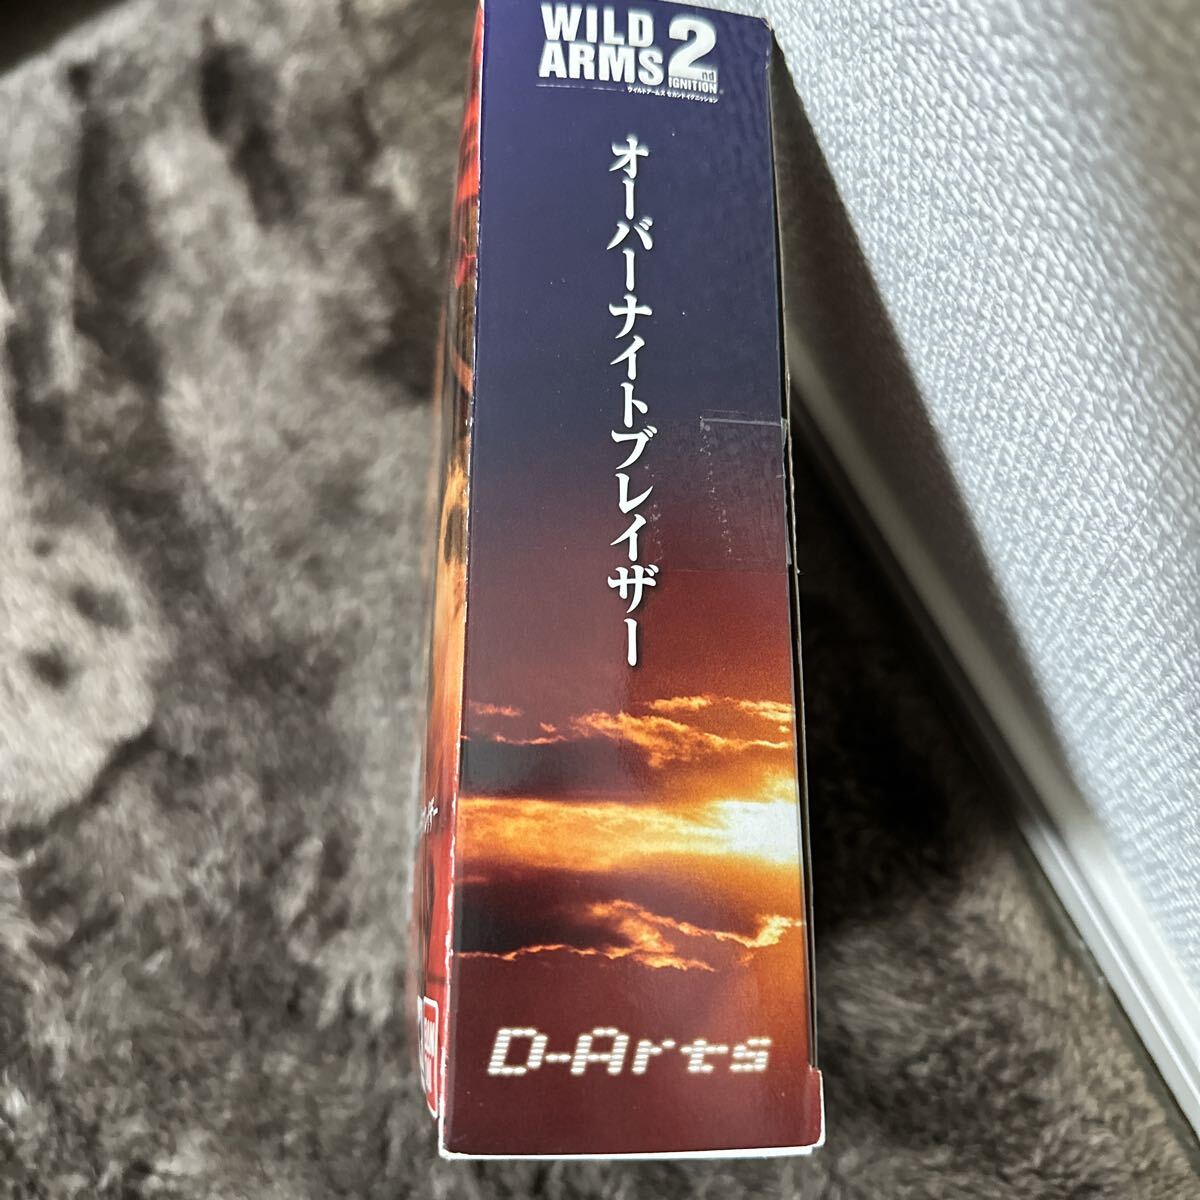 WILD
ARMS 2nd
IGNITION
ワイルドアームズ セカンドイグニッション
オーバーナイトブレイザー
D-Arts